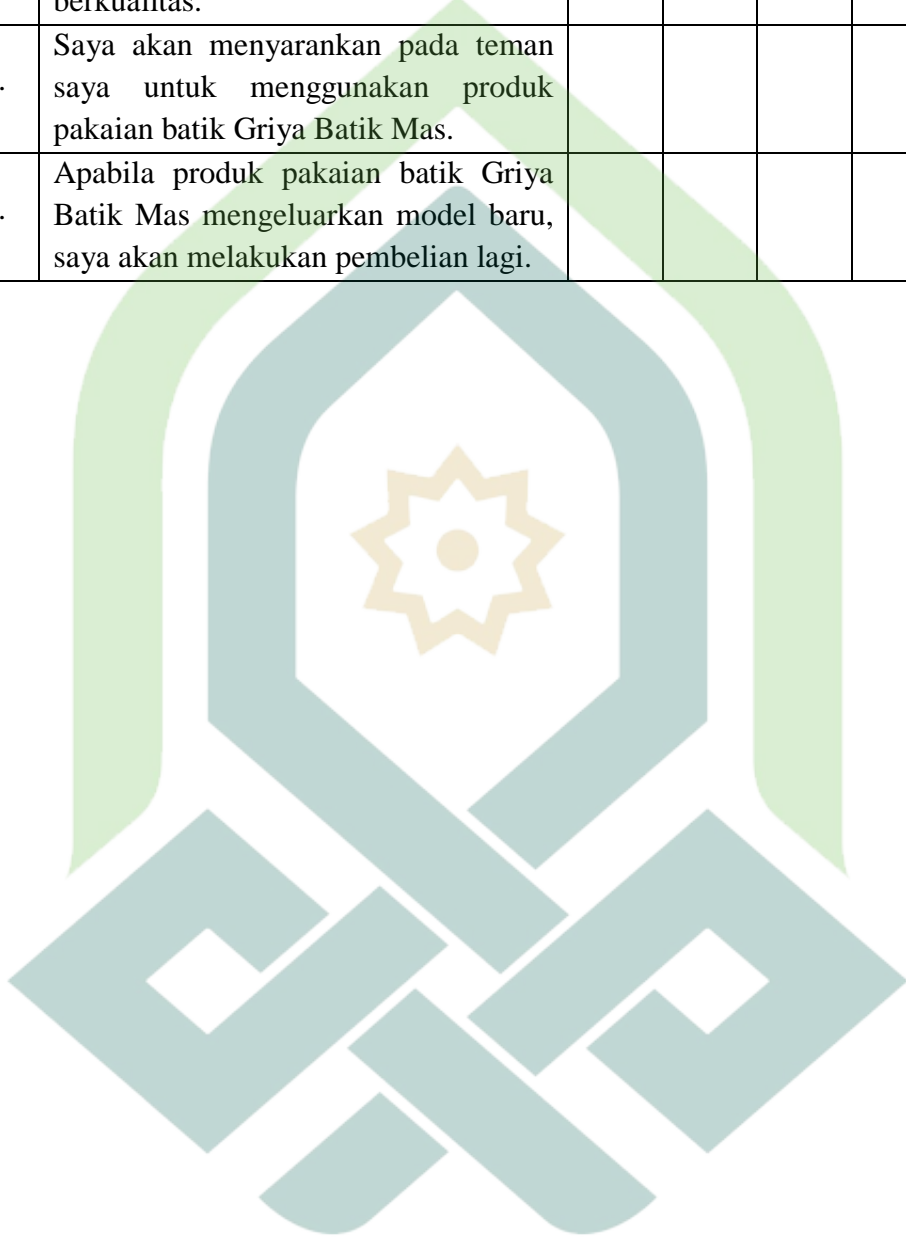 berkualitas.
Saya akan menyarankan pada teman
. saya untuk menggunakan produk
pakaian batik Griya Batik Mas.
Apabila produk pakaian batik Griya
. Batik Mas mengeluarkan model baru,
saya akan melakukan pembelian lagi.